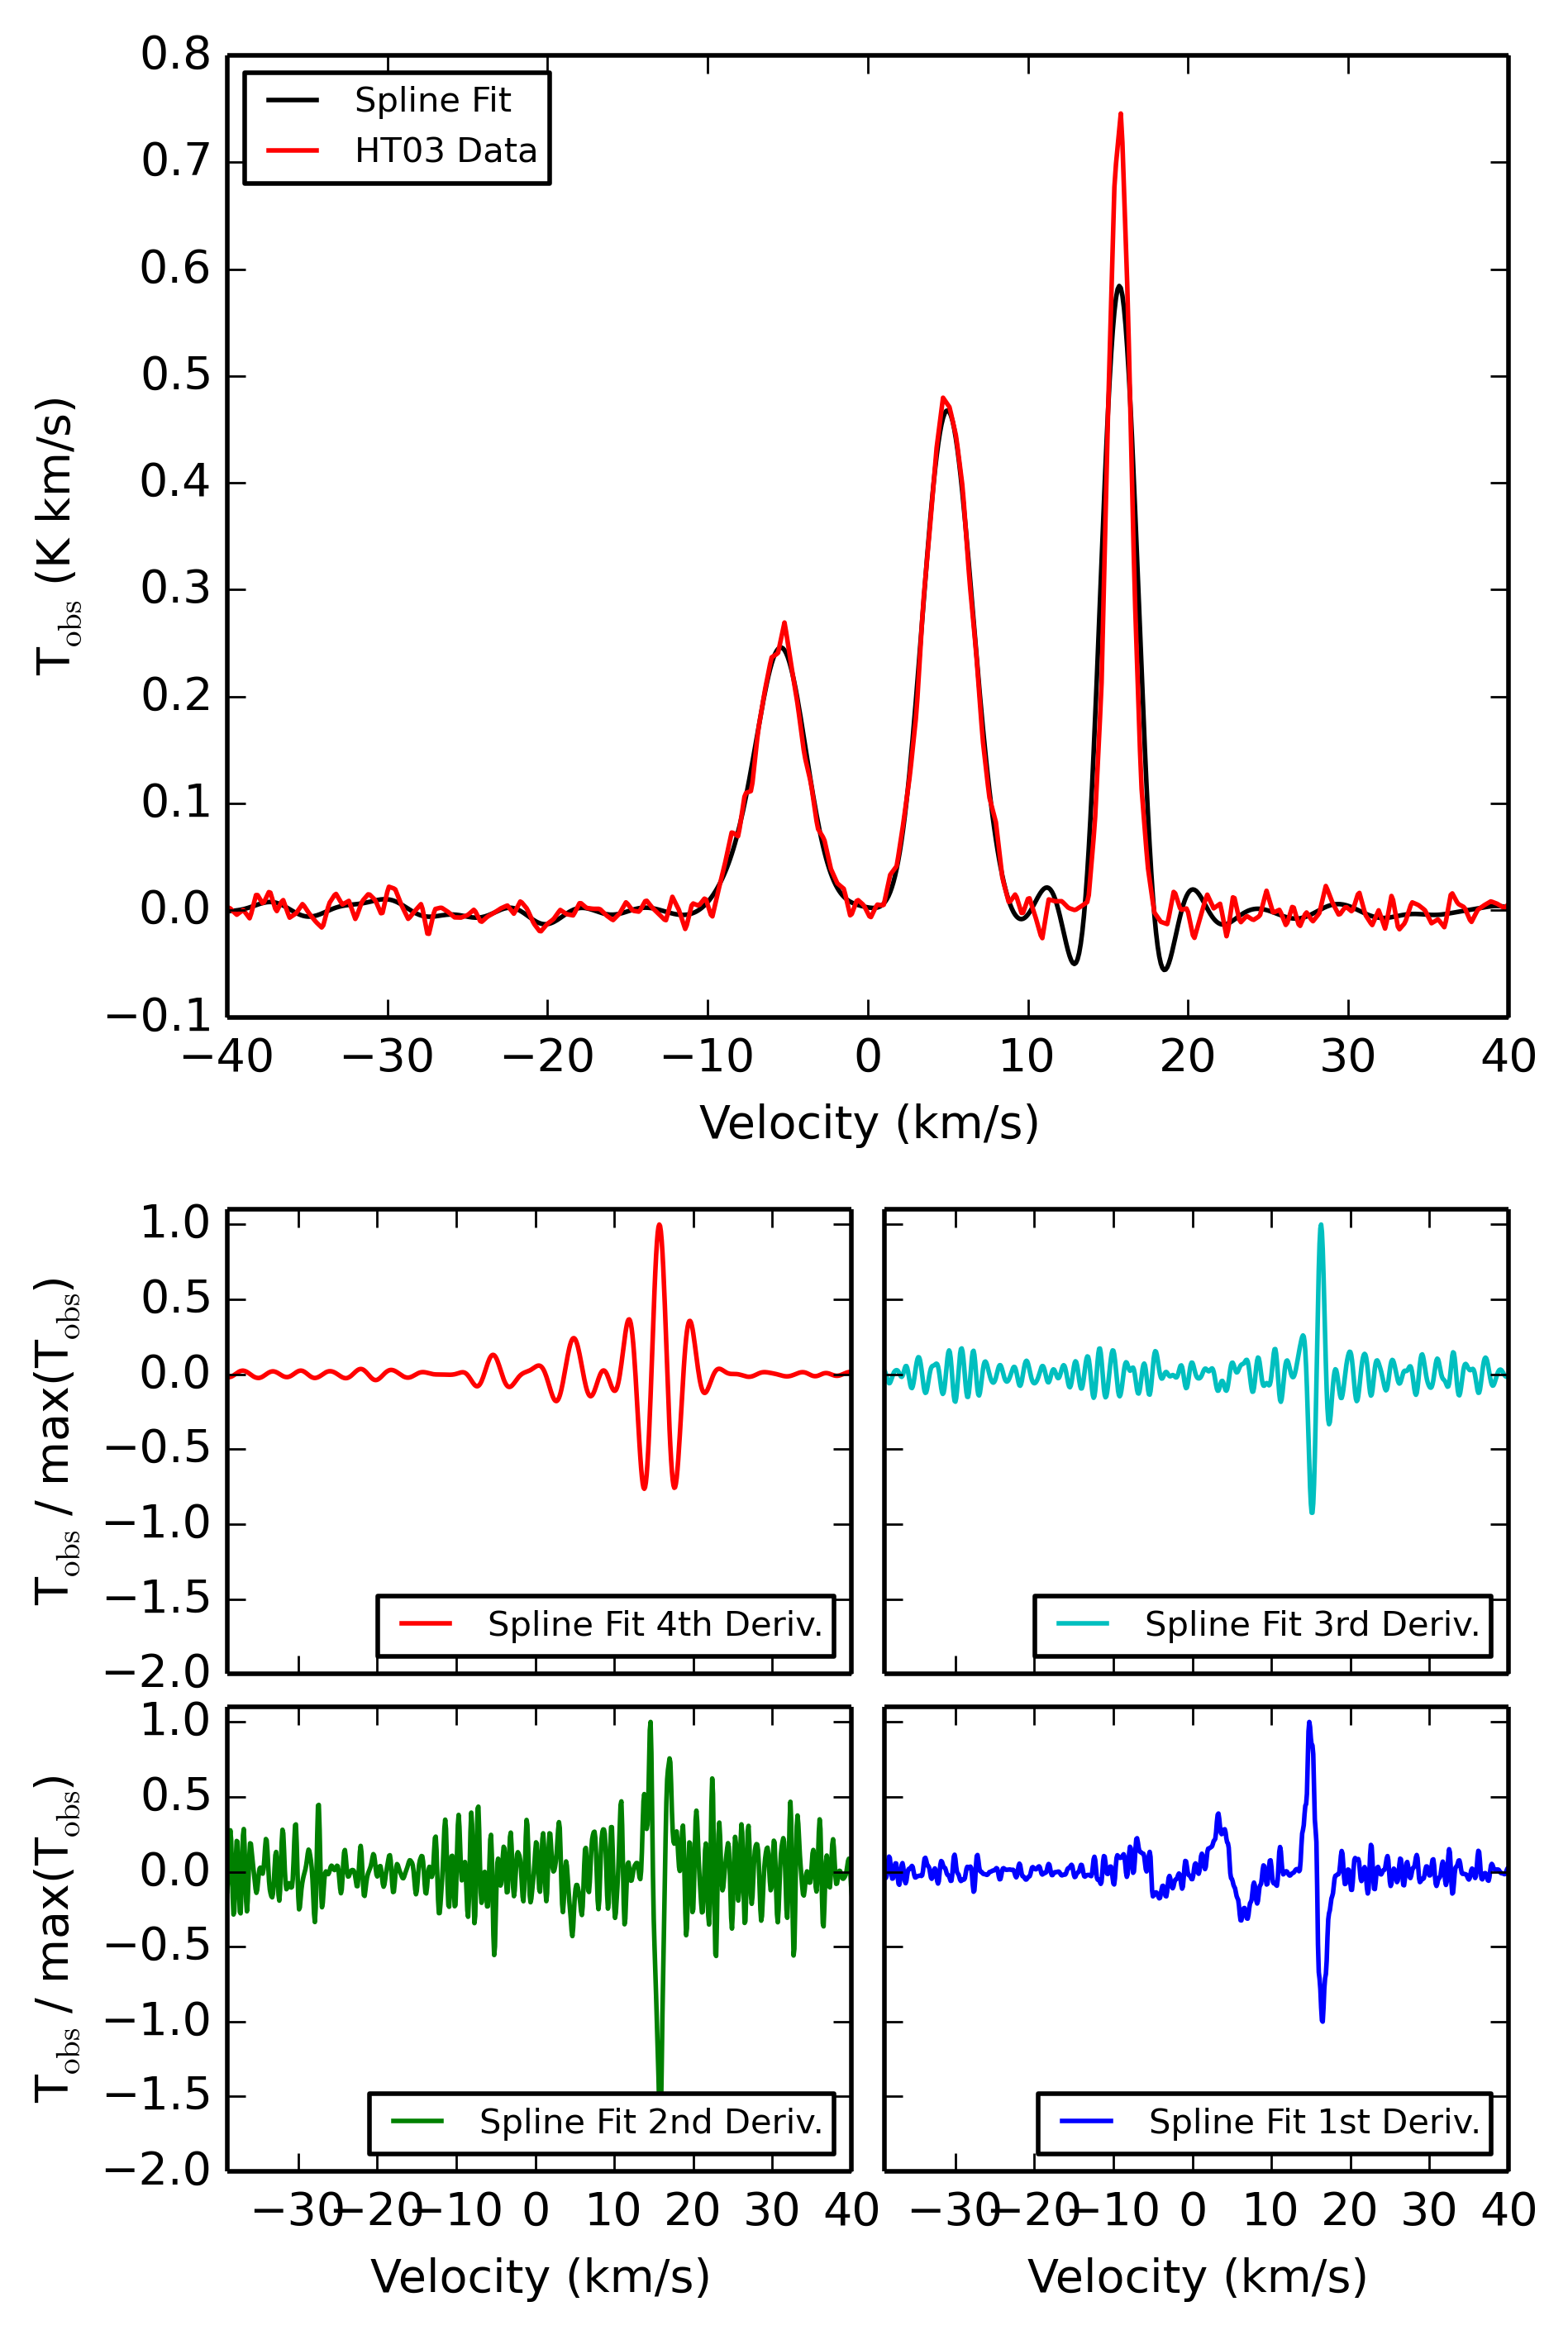 0.8
0.7
0.6
0.5
0.4
0.3
0.2
0.1
0.0
−0.1
T_obs (K km/s)
Spline Fit
HT03 Data
−40 −30 −20 −10 0 10 20 30 40
Velocity (km/s)
1.0
0.5
0.0
−0.5
−1.0
−1.5
−2.0
T_obs / max(T_obs)
Spline Fit 4th Deriv.
Spline Fit 3rd Deriv.
1.0
0.5
0.0
−0.5
−1.0
−1.5
−2.0
T_obs / max(T_obs)
Spline Fit 2nd Deriv.
Spline Fit 1st Deriv.
−30 −20 −10 0 10 20 30 40
−30 −20 −10 0 10 20 30 40
Velocity (km/s)
Velocity (km/s)